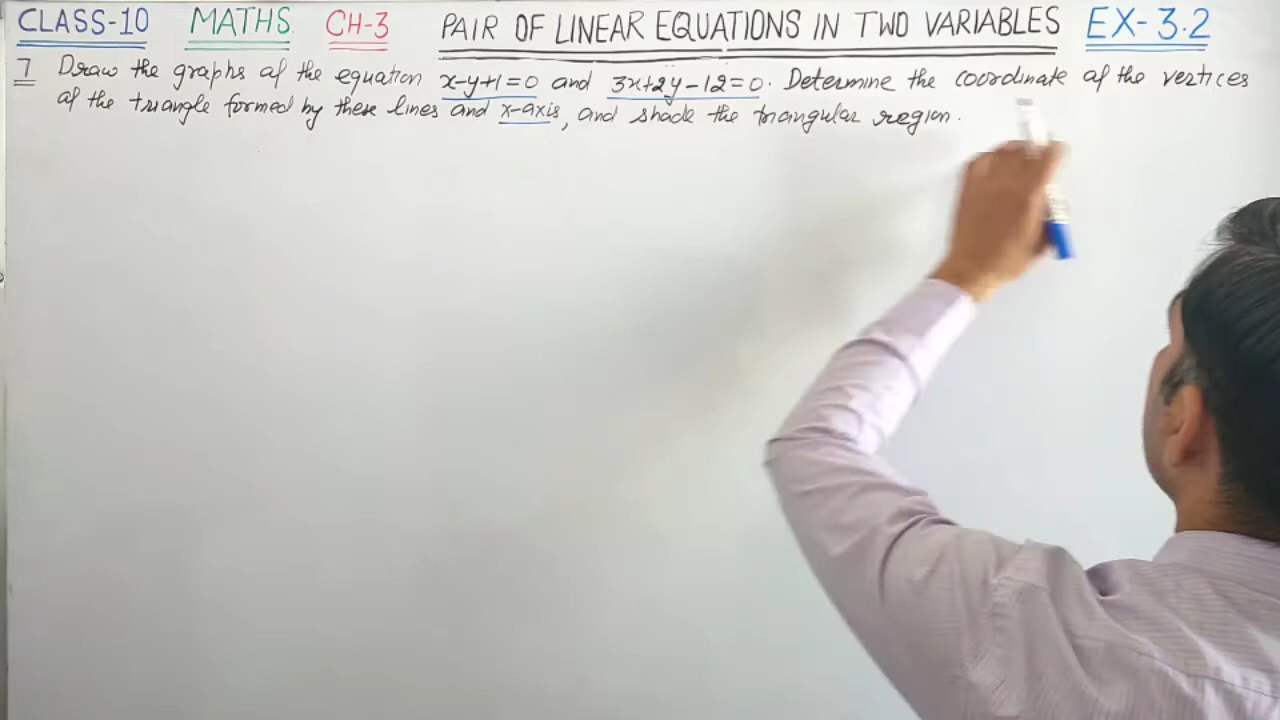 CLASS-10 MATHS CH-3 PAIR OF LINEAR EQUATIONS IN TWO VARIABLES EX-3.2
7 Draw the graphs of the equation x-y+1=0 and 3x+2y-12=0. Determine the coordinate of the vertices
of the triangle formed by these lines and x-axis, and shade the triangular region.